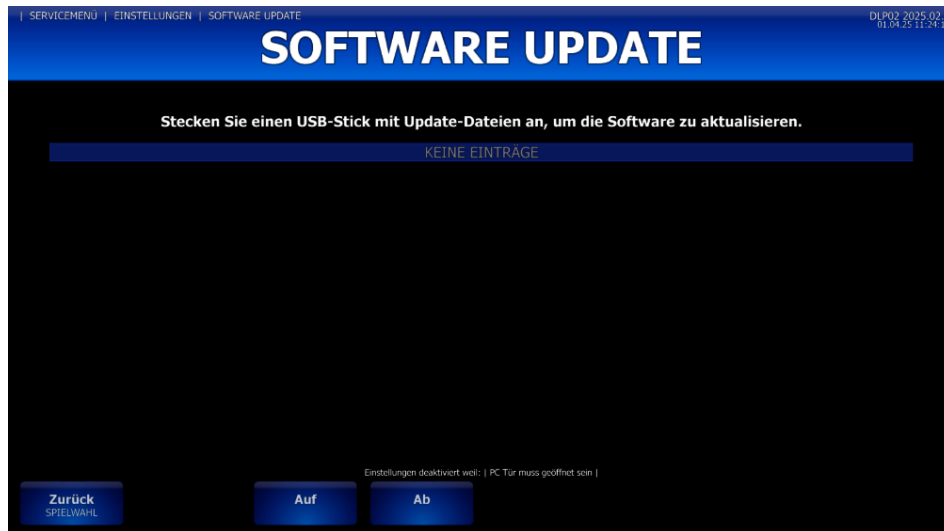 | SERVICEMENÜ | EINSTELLUNGEN | SOFTWARE UPDATE
DLP02 2025.02.
01.04.25 11:24:
SOFTWARE UPDATE
Stecken Sie einen USB-Stick mit Update-Dateien an, um die Software zu aktualisieren.
KEINE EINTRÄGE
Einstellungen deaktiviert weil: | PC Tür muss geöffnet sein |
Zurück
SPIELWAHL
Auf
Ab